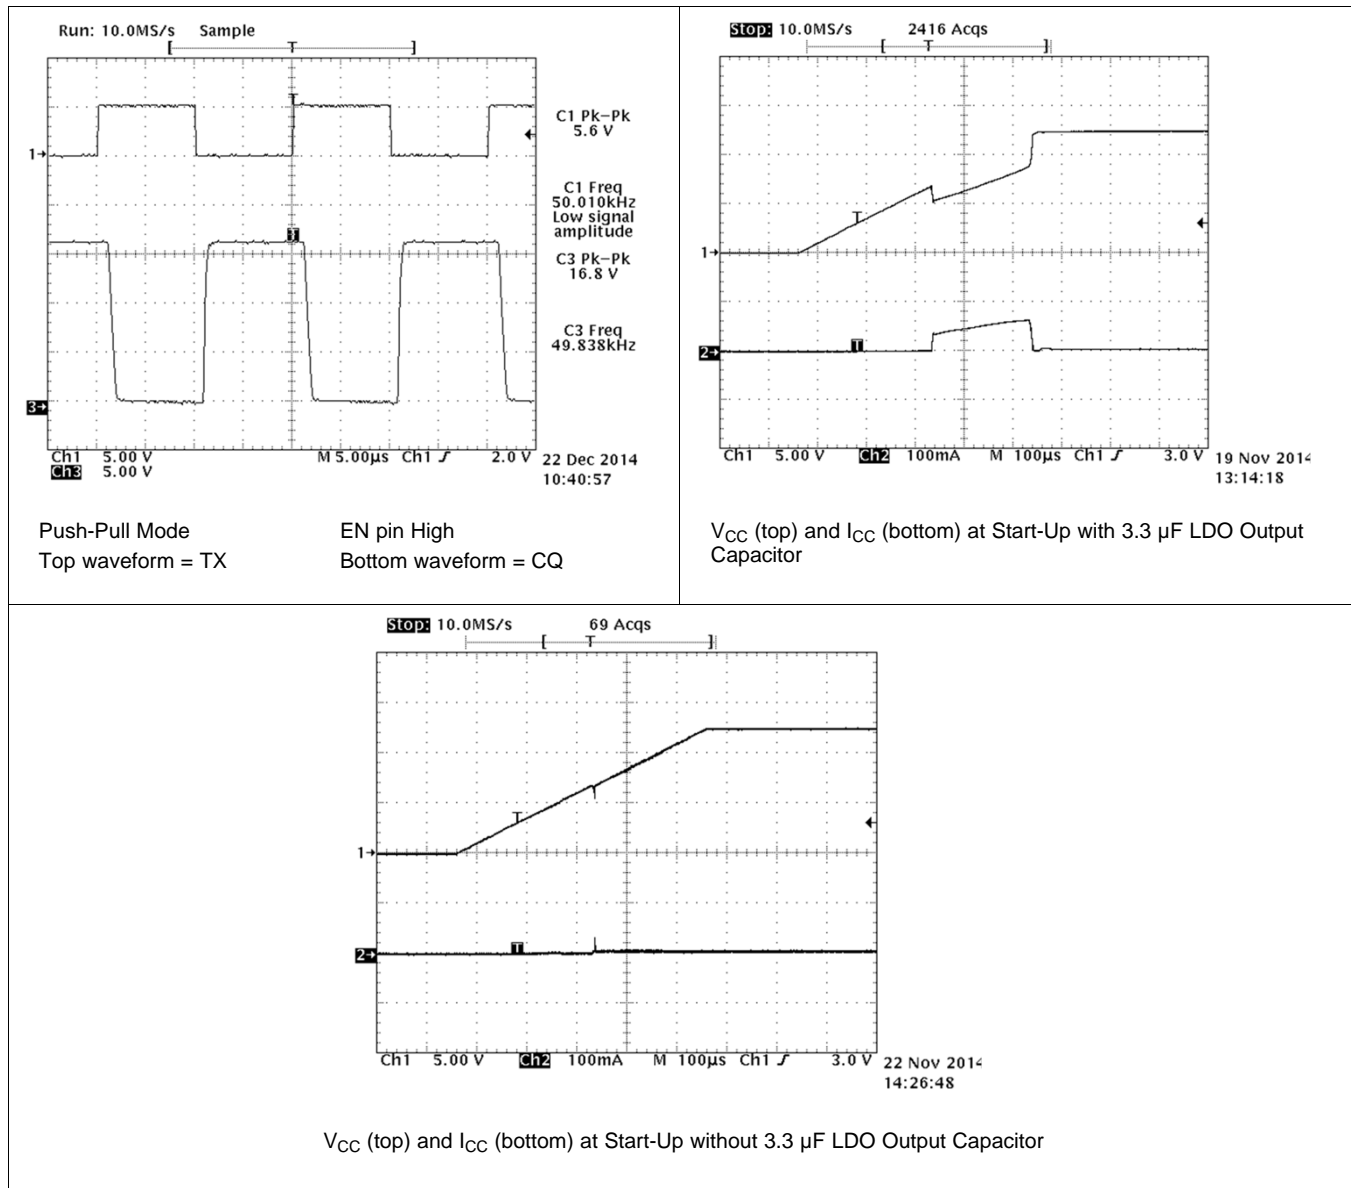 Run: 10.0MS/s Sample
T
T
1→
C1 Pk–Pk
5.6 V
C1 Freq
50.010kHz
Low signal
amplitude
C3 Pk–Pk
16.8 V
C3 Freq
49.838kHz
3→
Ch1 5.00 V M 5.00µs Ch1 2.0 V
Ch3 5.00 V
22 Dec 2014
10:40:57
Push-Pull Mode EN pin High
Top waveform = TX Bottom waveform = CQ
Stop: 10.0MS/s 2416 Acqs
T
T
1→
T
2→
Ch1 5.00 V Ch2 100mA M 100µs Ch1 3.0 V
19 Nov 2014
13:14:18
VCC (top) and ICC (bottom) at Start-Up with 3.3 µF LDO Output
Capacitor
Stop: 10.0MS/s 69 Acqs
T
T
1→
T
2→
Ch1 5.00 V Ch2 100mA M 100µs Ch1 3.0 V
22 Nov 2014
14:26:48
VCC (top) and ICC (bottom) at Start-Up without 3.3 µF LDO Output Capacitor